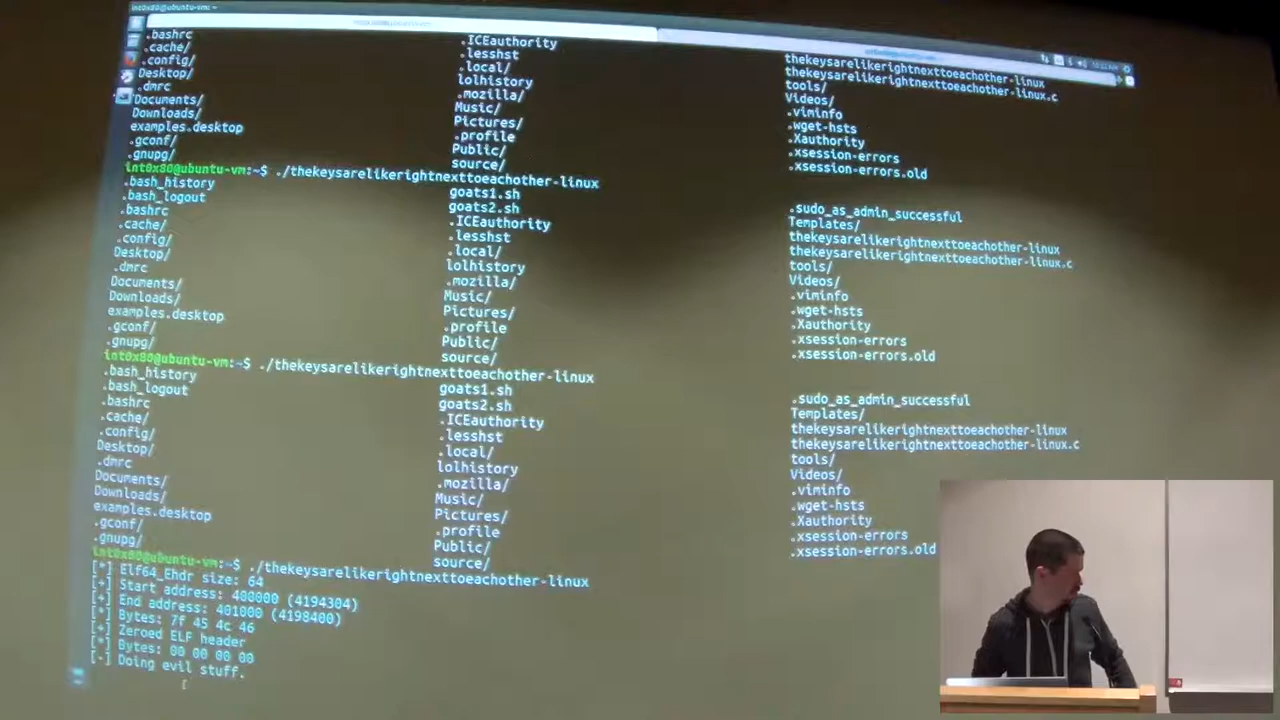 int0x80@ubuntu-vm: ~
.bashrc .ICEauthority thekeysarelikerightnexttoeachother-linux
.cache/ .lesshst thekeysarelikerightnexttoeachother-linux.c
.config/ .local/ tools/
Desktop/ lolhistory Videos/
.dmrc .mozilla/ .viminfo
Documents/ Music/ .wget-hsts
Downloads/ Pictures/ .Xauthority
examples.desktop .profile .xsession-errors
.gconf/ Public/ .xsession-errors.old
.gnupg/ source/
int0x80@ubuntu-vm:~$ ./thekeysarelikerightnexttoeachother-linux
.bash_history goats1.sh .sudo_as_admin_successful
.bash_logout goats2.sh Templates/
.bashrc .ICEauthority thekeysarelikerightnexttoeachother-linux
.cache/ .lesshst thekeysarelikerightnexttoeachother-linux.c
.config/ .local/ tools/
Desktop/ lolhistory Videos/
.dmrc .mozilla/ .viminfo
Documents/ Music/ .wget-hsts
Downloads/ Pictures/ .Xauthority
examples.desktop .profile .xsession-errors
.gconf/ Public/ .xsession-errors.old
.gnupg/ source/
int0x80@ubuntu-vm:~$ ./thekeysarelikerightnexttoeachother-linux
.bash_history goats1.sh .sudo_as_admin_successful
.bash_logout goats2.sh Templates/
.bashrc .ICEauthority thekeysarelikerightnexttoeachother-linux
.cache/ .lesshst thekeysarelikerightnexttoeachother-linux.c
.config/ .local/ tools/
Desktop/ lolhistory Videos/
.dmrc .mozilla/ .viminfo
Documents/ Music/ .wget-hsts
Downloads/ Pictures/ .Xauthority
examples.desktop .profile .xsession-errors
.gconf/ Public/ .xsession-errors.old
.gnupg/ source/
int0x80@ubuntu-vm:~$ ./thekeysarelikerightnexttoeachother-linux
[*] Elf64_Ehdr size: 64
[+] Start address: 400000 (4194304)
[+] End address: 401000 (4198400)
[*] Bytes: 7f 45 4c 46
[+] Zeroed ELF header
[*] Bytes: 00 00 00 00
[-] Doing evil stuff.